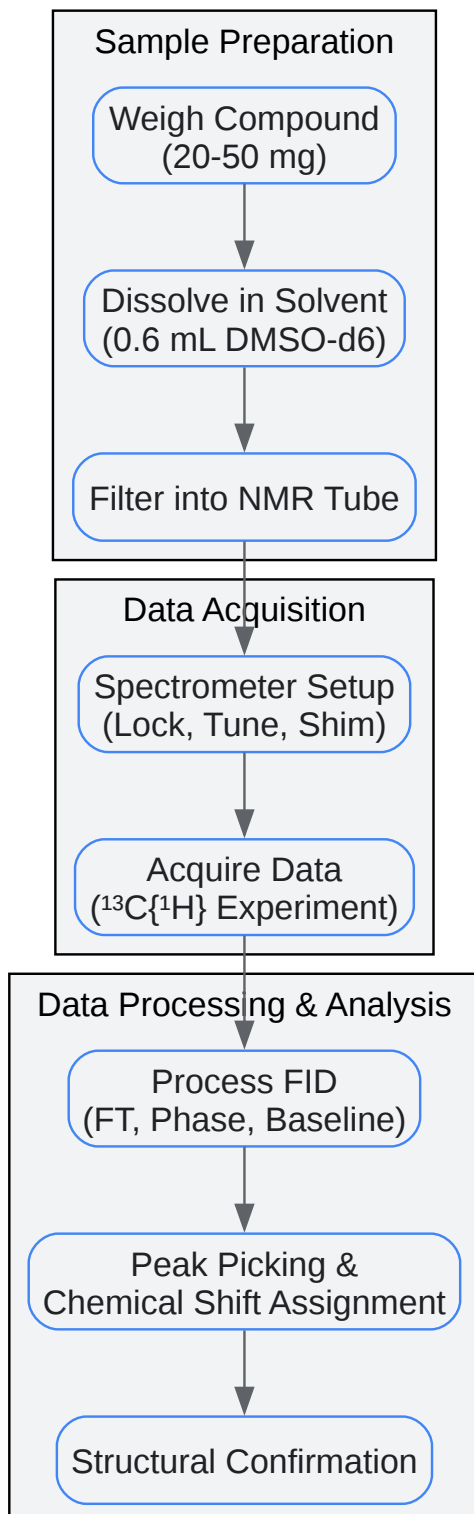 Sample Preparation
Weigh Compound
(20-50 mg)
Dissolve in Solvent
(0.6 mL DMSO-d6)
Filter into NMR Tube
Data Acquisition
Spectrometer Setup
(Lock, Tune, Shim)
Acquire Data
(¹³C{¹H} Experiment)
Data Processing & Analysis
Process FID
(FT, Phase, Baseline)
Peak Picking &
Chemical Shift Assignment
Structural Confirmation